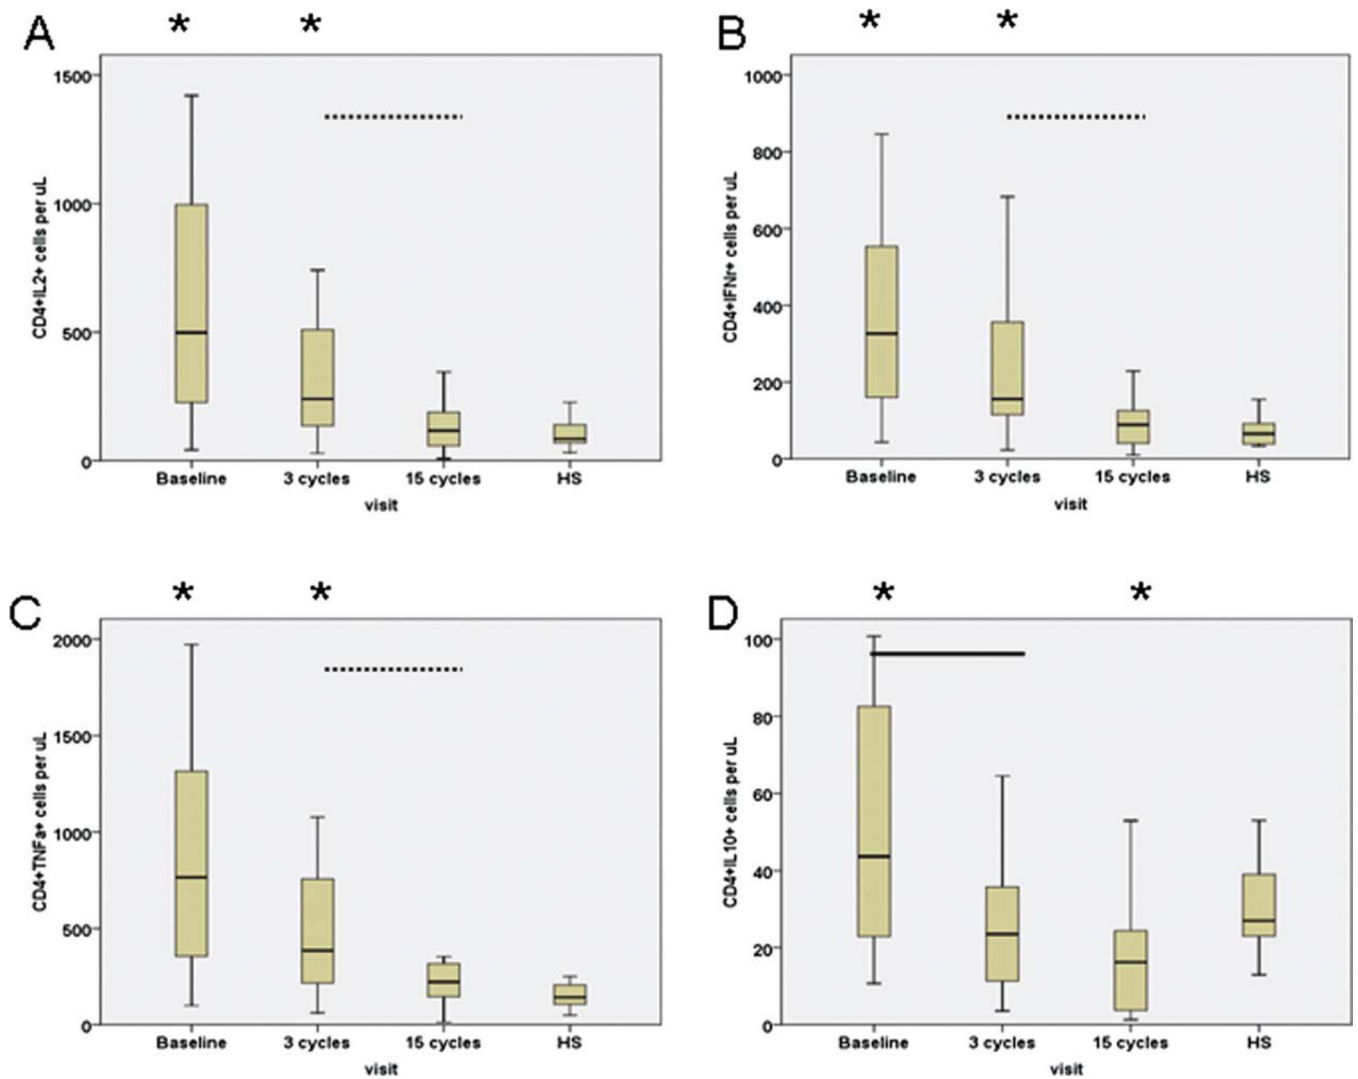 A
* *
CD4+IL2+ cells per uL
1500
1000
500
0
Baseline 3 cycles 15 cycles HS
visit
B
* *
CD4+IFNr+ cells per uL
1000
800
600
400
200
0
Baseline 3 cycles 15 cycles HS
visit
C
* *
CD4+TNFa+ cells per uL
2000
1500
1000
500
0
Baseline 3 cycles 15 cycles HS
visit
D
* *
CD4+IL10+ cells per uL
100
80
60
40
20
0
Baseline 3 cycles 15 cycles HS
visit